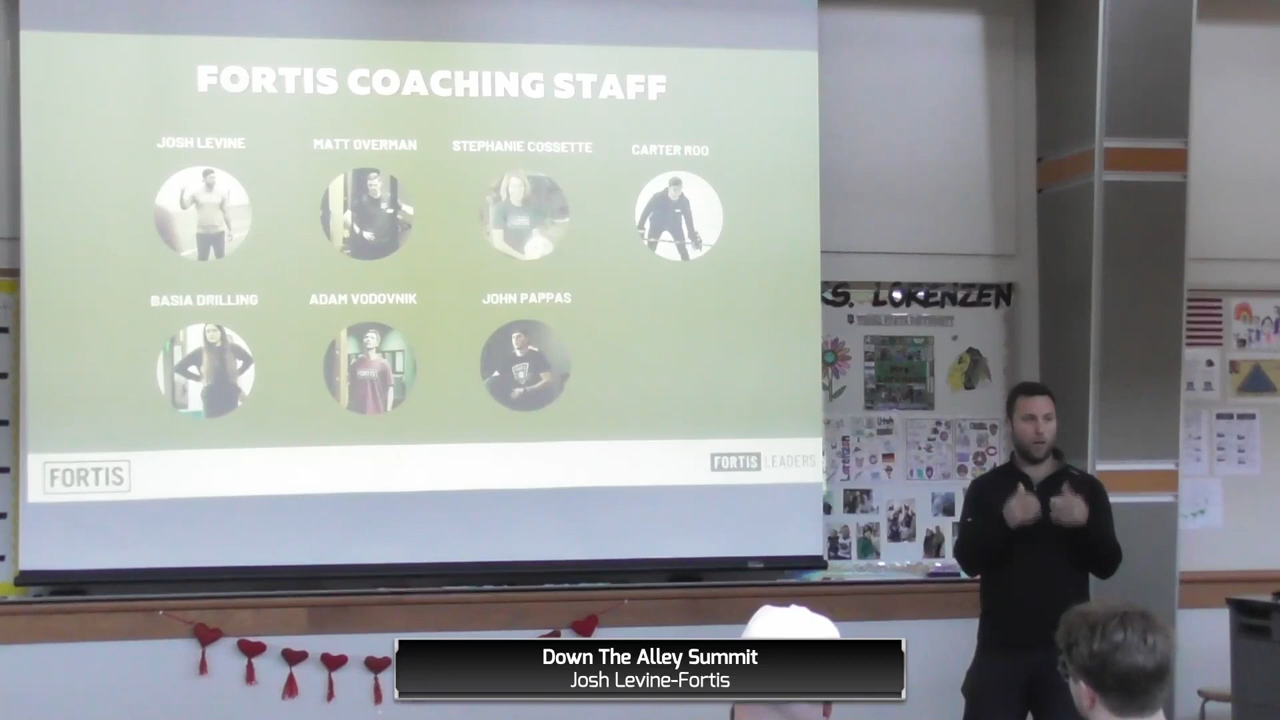 FORTIS COACHING STAFF
JOSH LEVINE
MATT OVERMAN
STEPHANIE COSSETTE
CARTER ROO
BASIA DRILLING
ADAM VODOVNIK
JOHN PAPPAS
FORTIS
FORTIS LEADERS
S. LORENZEN
Down The Alley Summit
Josh Levine-Fortis